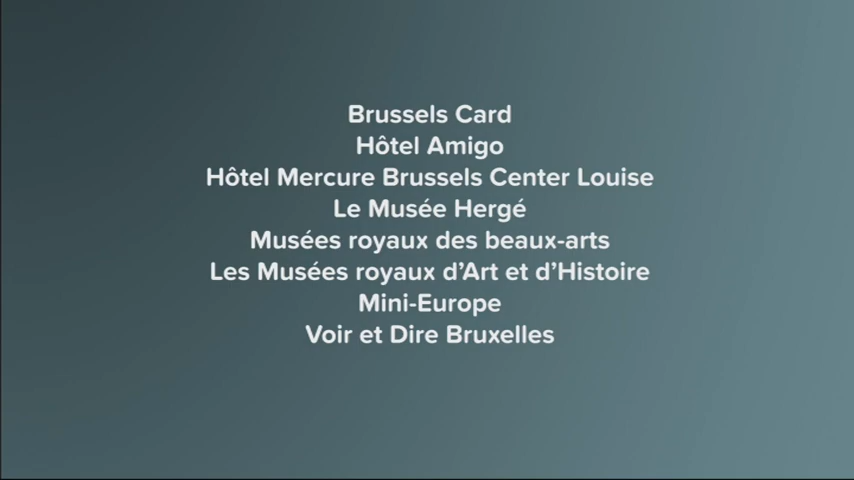 Brussels Card
Hôtel Amigo
Hôtel Mercure Brussels Center Louise
Le Musée Hergé
Musées royaux des beaux-arts
Les Musées royaux d’Art et d’Histoire
Mini-Europe
Voir et Dire Bruxelles